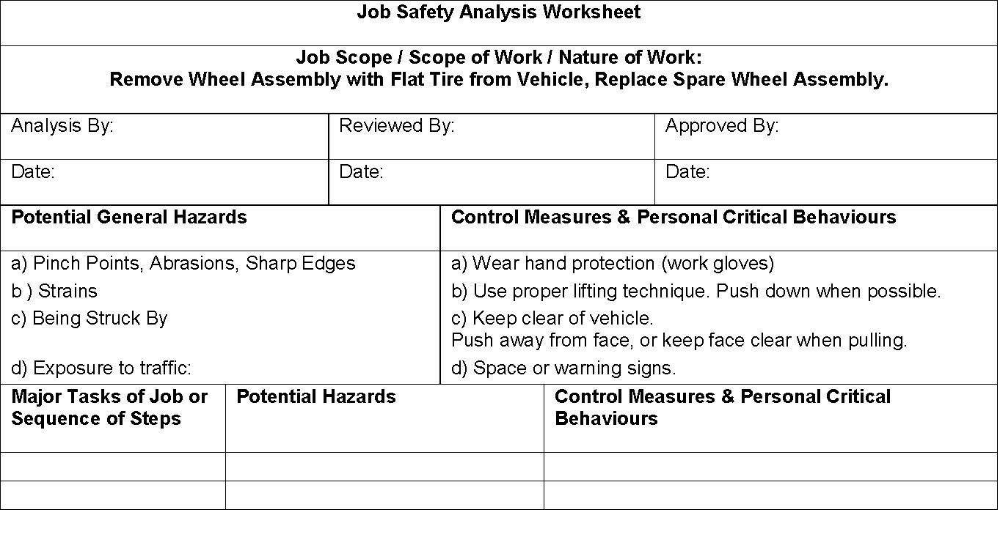 Job Safety Analysis Worksheet
Job Scope / Scope of Work / Nature of Work:
Remove Wheel Assembly with Flat Tire from Vehicle, Replace Spare Wheel Assembly.
Analysis By:
Reviewed By:
Approved By:
Date:
Date:
Date:
Potential General Hazards
Control Measures & Personal Critical Behaviours
a) Pinch Points, Abrasions, Sharp Edges
a) Wear hand protection (work gloves)
b ) Strains
b) Use proper lifting technique. Push down when possible.
c) Being Struck By
c) Keep clear of vehicle.
Push away from face, or keep face clear when pulling.
d) Exposure to traffic:
d) Space or warning signs.
Major Tasks of Job or
Sequence of Steps
Potential Hazards
Control Measures & Personal Critical
Behaviours